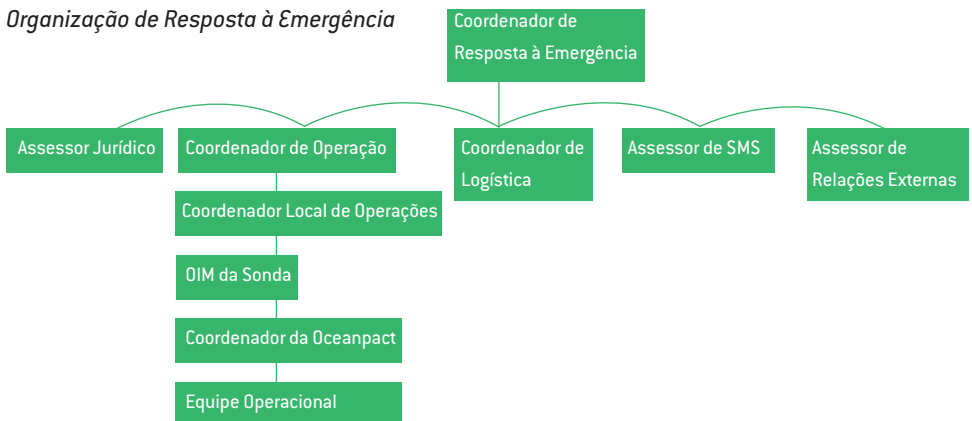 Organização de Resposta à Emergência
Coordenador de
Resposta à Emergência
Assessor Jurídico
Coordenador de Operação
Coordenador de
Logística
Assessor de SMS
Assessor de
Relações Externas
Coordenador Local de Operações
OIM da Sonda
Coordenador da Oceanpact
Equipe Operacional